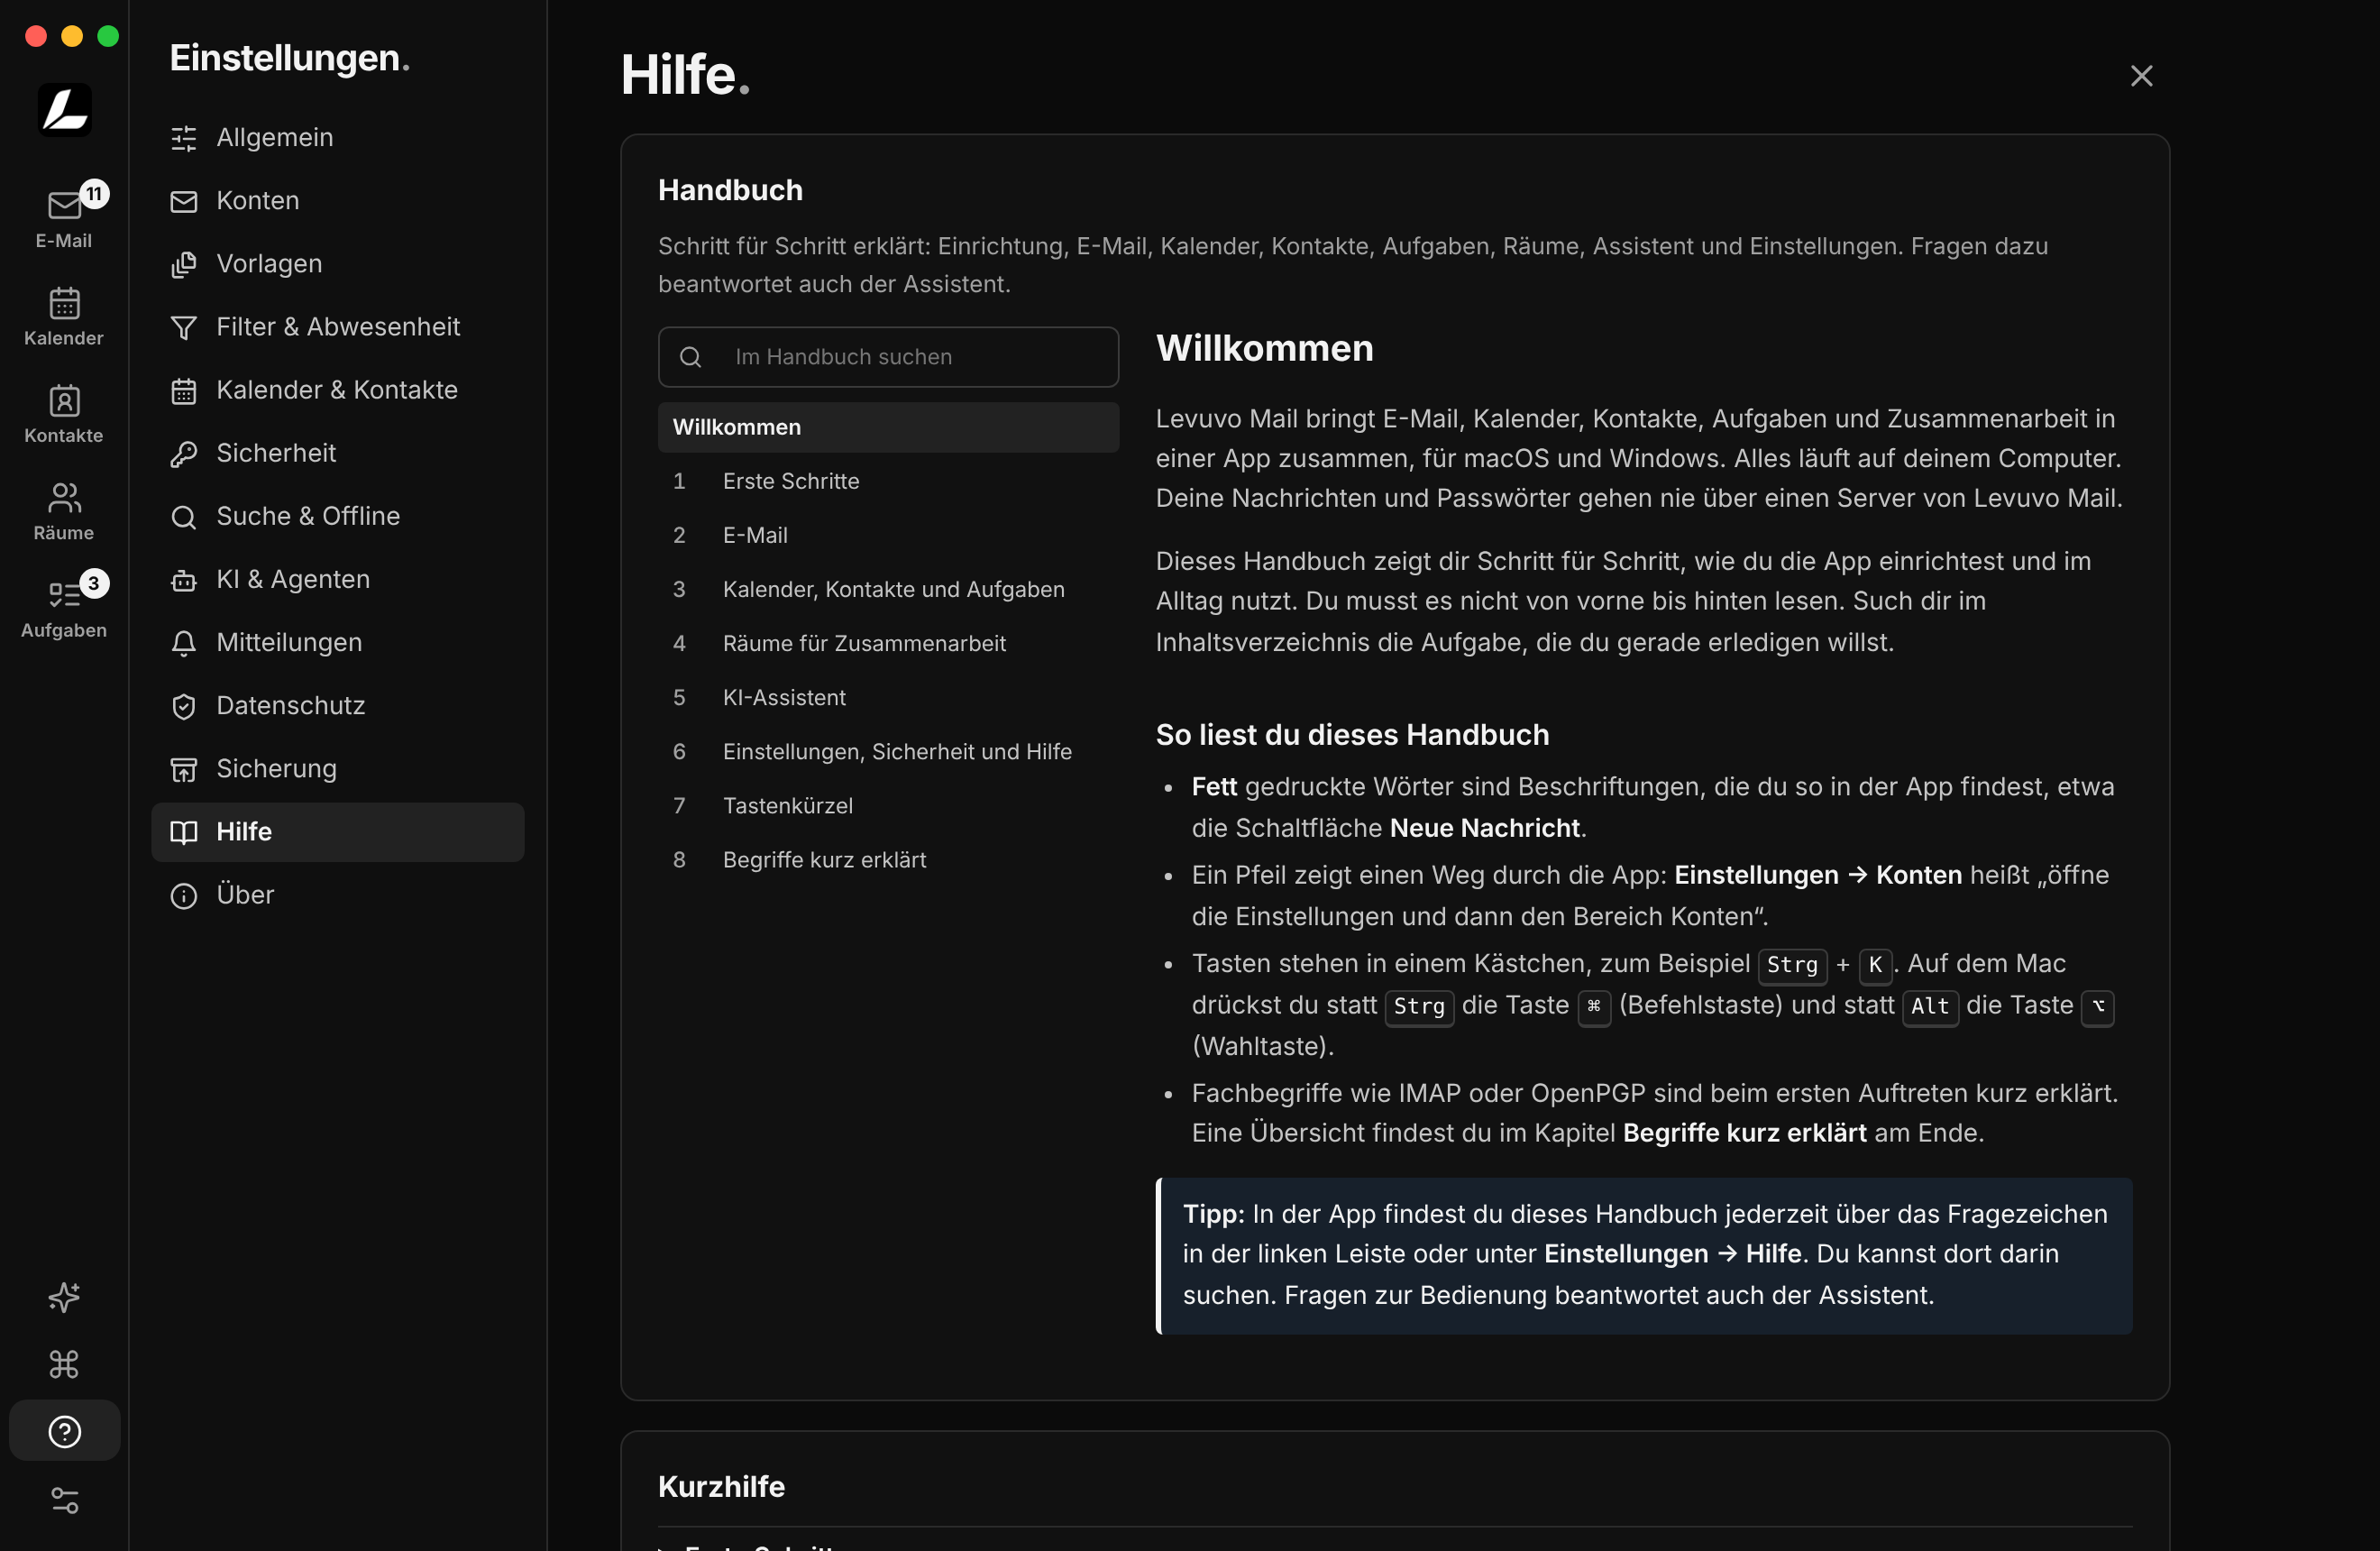 11
E-Mail
Kalender
Kontakte
Räume
3
Aufgaben
Einstellungen.
Allgemein
Konten
Vorlagen
Filter & Abwesenheit
Kalender & Kontakte
Sicherheit
Suche & Offline
KI & Agenten
Mitteilungen
Datenschutz
Sicherung
Hilfe
Über
Hilfe.
Handbuch
Schritt für Schritt erklärt: Einrichtung, E-Mail, Kalender, Kontakte, Aufgaben, Räume, Assistent und Einstellungen. Fragen dazu
beantwortet auch der Assistent.
Im Handbuch suchen
Willkommen
1 Erste Schritte
2 E-Mail
3 Kalender, Kontakte und Aufgaben
4 Räume für Zusammenarbeit
5 KI-Assistent
6 Einstellungen, Sicherheit und Hilfe
7 Tastenkürzel
8 Begriffe kurz erklärt
Willkommen
Levuvo Mail bringt E-Mail, Kalender, Kontakte, Aufgaben und Zusammenarbeit in
einer App zusammen, für macOS und Windows. Alles läuft auf deinem Computer.
Deine Nachrichten und Passwörter gehen nie über einen Server von Levuvo Mail.
Dieses Handbuch zeigt dir Schritt für Schritt, wie du die App einrichtest und im
Alltag nutzt. Du musst es nicht von vorne bis hinten lesen. Such dir im
Inhaltsverzeichnis die Aufgabe, die du gerade erledigen willst.
So liest du dieses Handbuch
• Fett gedruckte Wörter sind Beschriftungen, die du so in der App findest, etwa
die Schaltfläche Neue Nachricht.
• Ein Pfeil zeigt einen Weg durch die App: Einstellungen → Konten heißt „öffne
die Einstellungen und dann den Bereich Konten“.
• Tasten stehen in einem Kästchen, zum Beispiel Strg + K. Auf dem Mac
drückst du statt Strg die Taste ⌘ (Befehlstaste) und statt Alt die Taste ⌥
(Wahltaste).
• Fachbegriffe wie IMAP oder OpenPGP sind beim ersten Auftreten kurz erklärt.
Eine Übersicht findest du im Kapitel Begriffe kurz erklärt am Ende.
Tipp: In der App findest du dieses Handbuch jederzeit über das Fragezeichen
in der linken Leiste oder unter Einstellungen → Hilfe. Du kannst dort darin
suchen. Fragen zur Bedienung beantwortet auch der Assistent.
Kurzhilfe